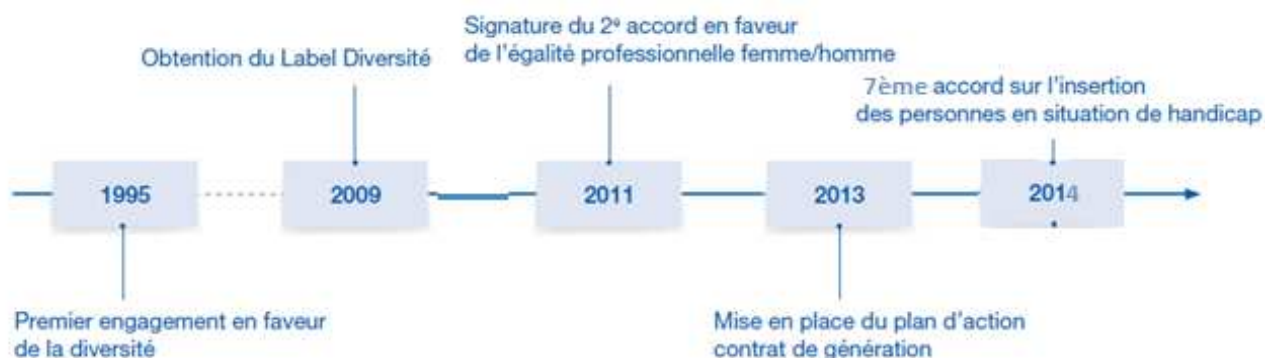 Signature du 2e accord en faveur
de l'égalité professionnelle femme/homme
Obtention du Label Diversité
7ème accord sur l'insertion
des personnes en situation de handicap
1995
2009
2011
2013
2014
Premier engagement en faveur
de la diversité
Mise en place du plan d'action
contrat de génération